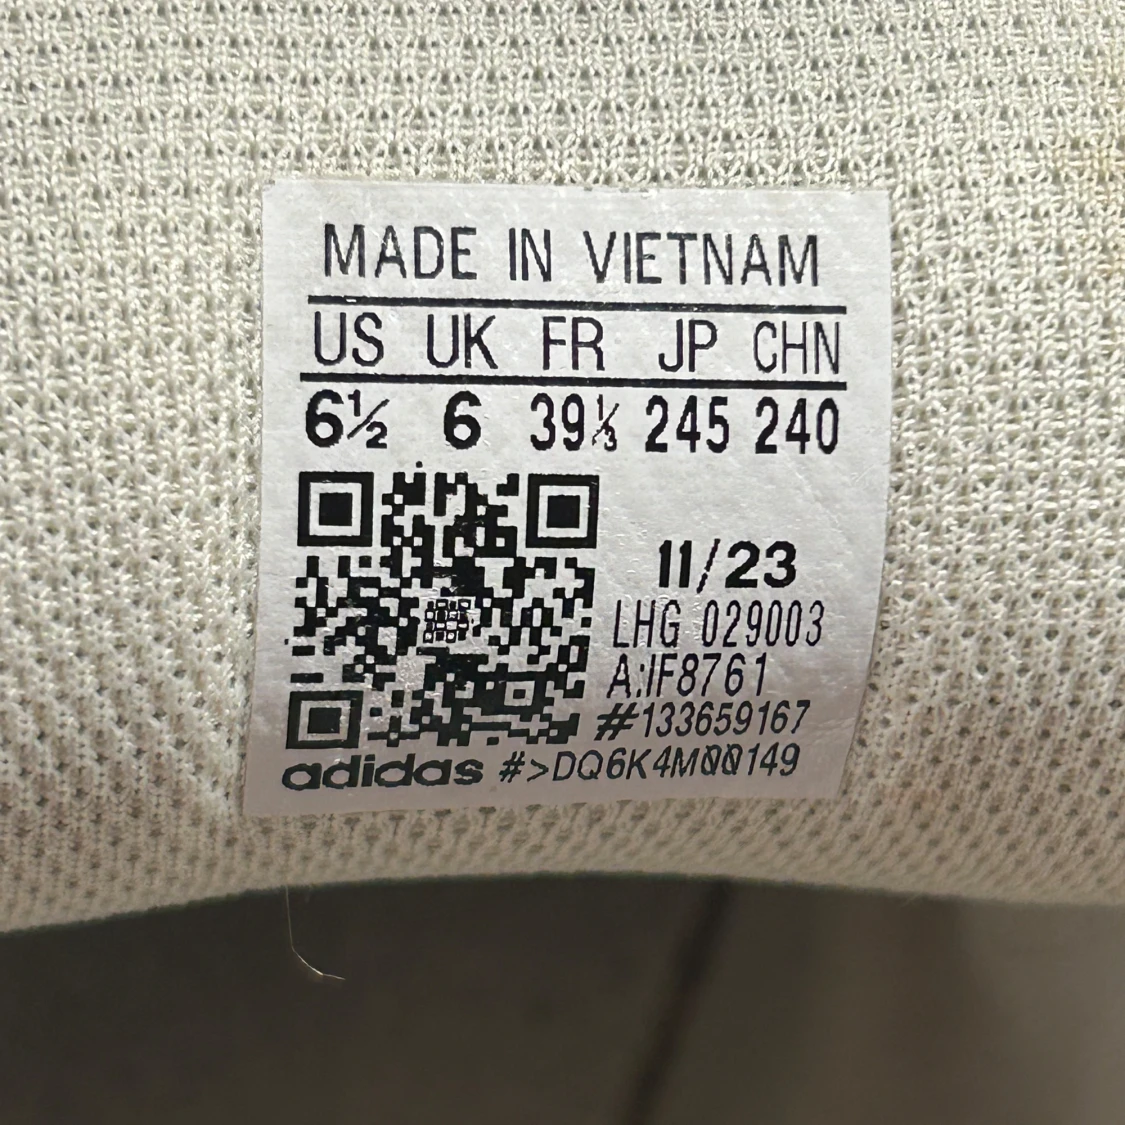 MADE IN VIETNAM
US UK FR JP CHN
6½ 6 39⅓ 245 240
11/23
LHG 029003
A:IF8761
#133659167
adidas #>DQ6K4M00149